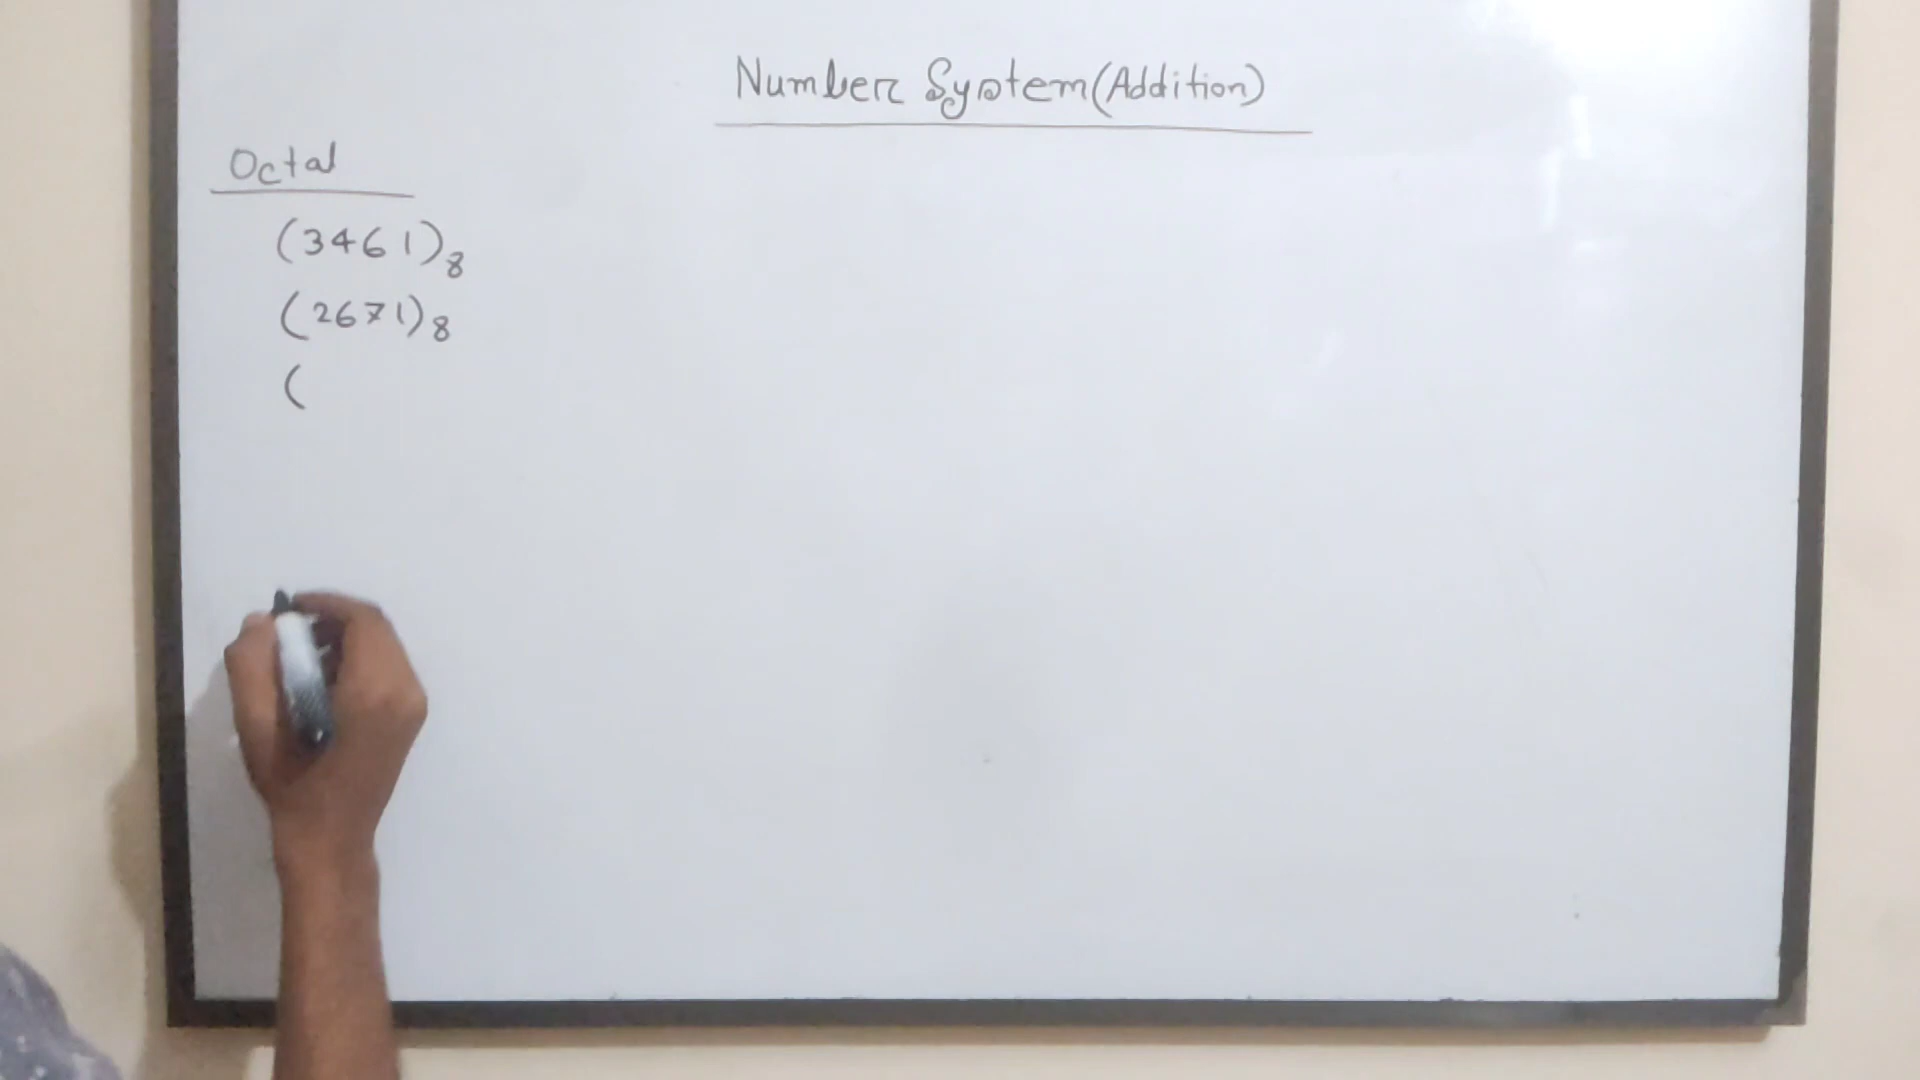 Number System (Addition)
Octal
(3461)₈
(2671)₈
(